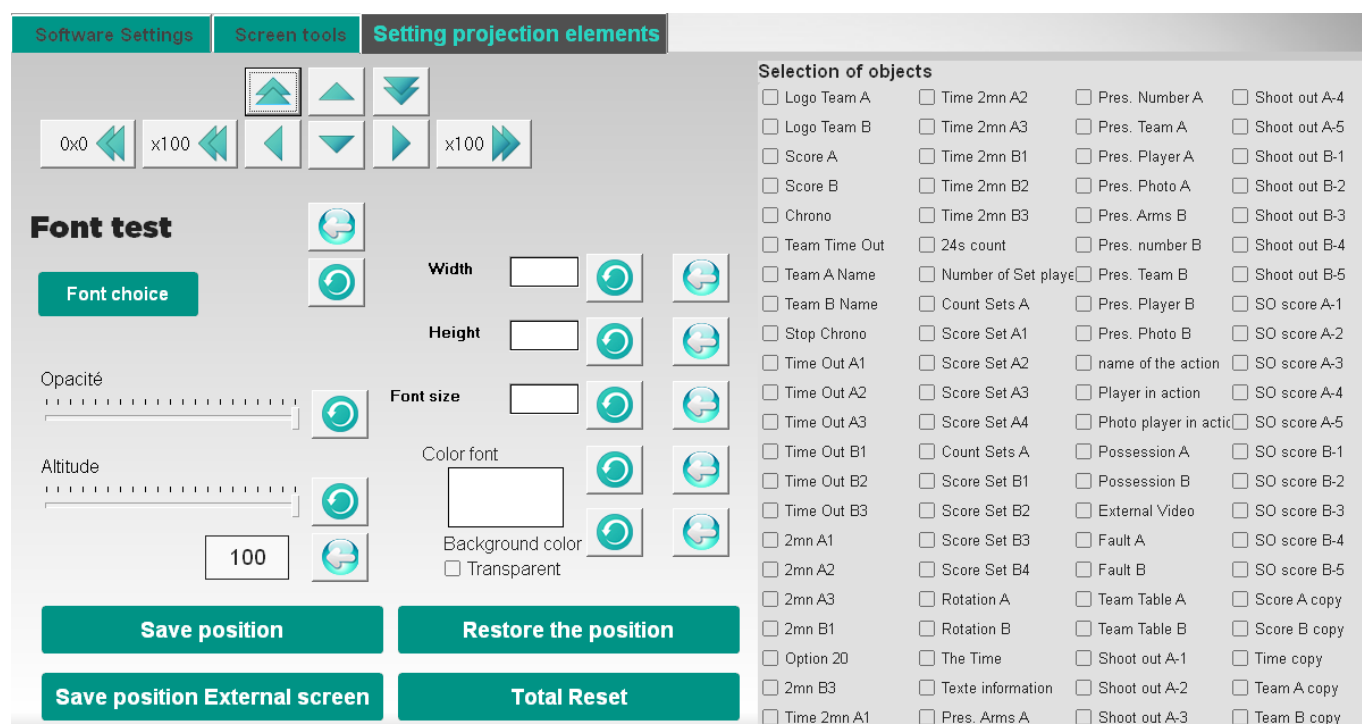 Software Settings
Screen tools
Setting projection elements
0x0
x100
x100
Font test
Font choice
Width
Height
Opacité
Font size
Color font
Altitude
Background color
100
Transparent
Save position
Restore the position
Save position External screen
Total Reset
Selection of objects
Logo Team A
Logo Team B
Score A
Score B
Chrono
Team Time Out
Team A Name
Team B Name
Stop Chrono
Time Out A1
Time Out A2
Time Out A3
Time Out B1
Time Out B2
Time Out B3
2mn A1
2mn A2
2mn A3
2mn B1
Option 20
2mn B3
Time 2mn A1
Time 2mn A2
Time 2mn A3
Time 2mn B1
Time 2mn B2
Time 2mn B3
24s count
Number of Set playe
Count Sets A
Score Set A1
Score Set A2
Score Set A3
Score Set A4
Count Sets A
Score Set B1
Score Set B2
Score Set B3
Score Set B4
Rotation A
Rotation B
The Time
Texte information
Pres. Arms A
Pres. Number A
Pres. Team A
Pres. Player A
Pres. Photo A
Pres. Arms B
Pres. number B
Pres. Team B
Pres. Player B
Pres. Photo B
name of the action
Player in action
Photo player in actic
Possession A
Possession B
External Video
Fault A
Fault B
Team Table A
Team Table B
Shoot out A-1
Shoot out A-2
Shoot out A-3
Shoot out A-4
Shoot out A-5
Shoot out B-1
Shoot out B-2
Shoot out B-3
Shoot out B-4
Shoot out B-5
SO score A-1
SO score A-2
SO score A-3
SO score A-4
SO score A-5
SO score B-1
SO score B-2
SO score B-3
SO score B-4
SO score B-5
Score A copy
Score B copy
Time copy
Team A copy
Team B copy